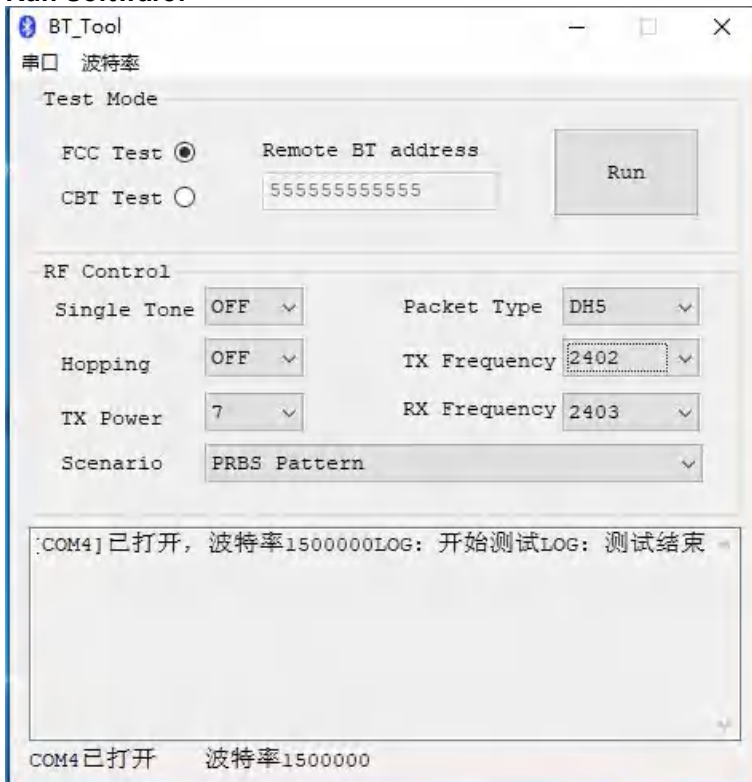 Run Software:
BT_Tool
串口 波特率
Test Mode
FCC Test
Remote BT address
Run
CBT Test
555555555555
RF Control
Single Tone OFF
Packet Type DH5
Hopping OFF
TX Frequency 2402
TX Power 7
RX Frequency 2403
Scenario PRBS Pattern
[COM4]已打开，波特率1500000LOG：开始测试LOG：测试结束
COM4已打开 波特率1500000